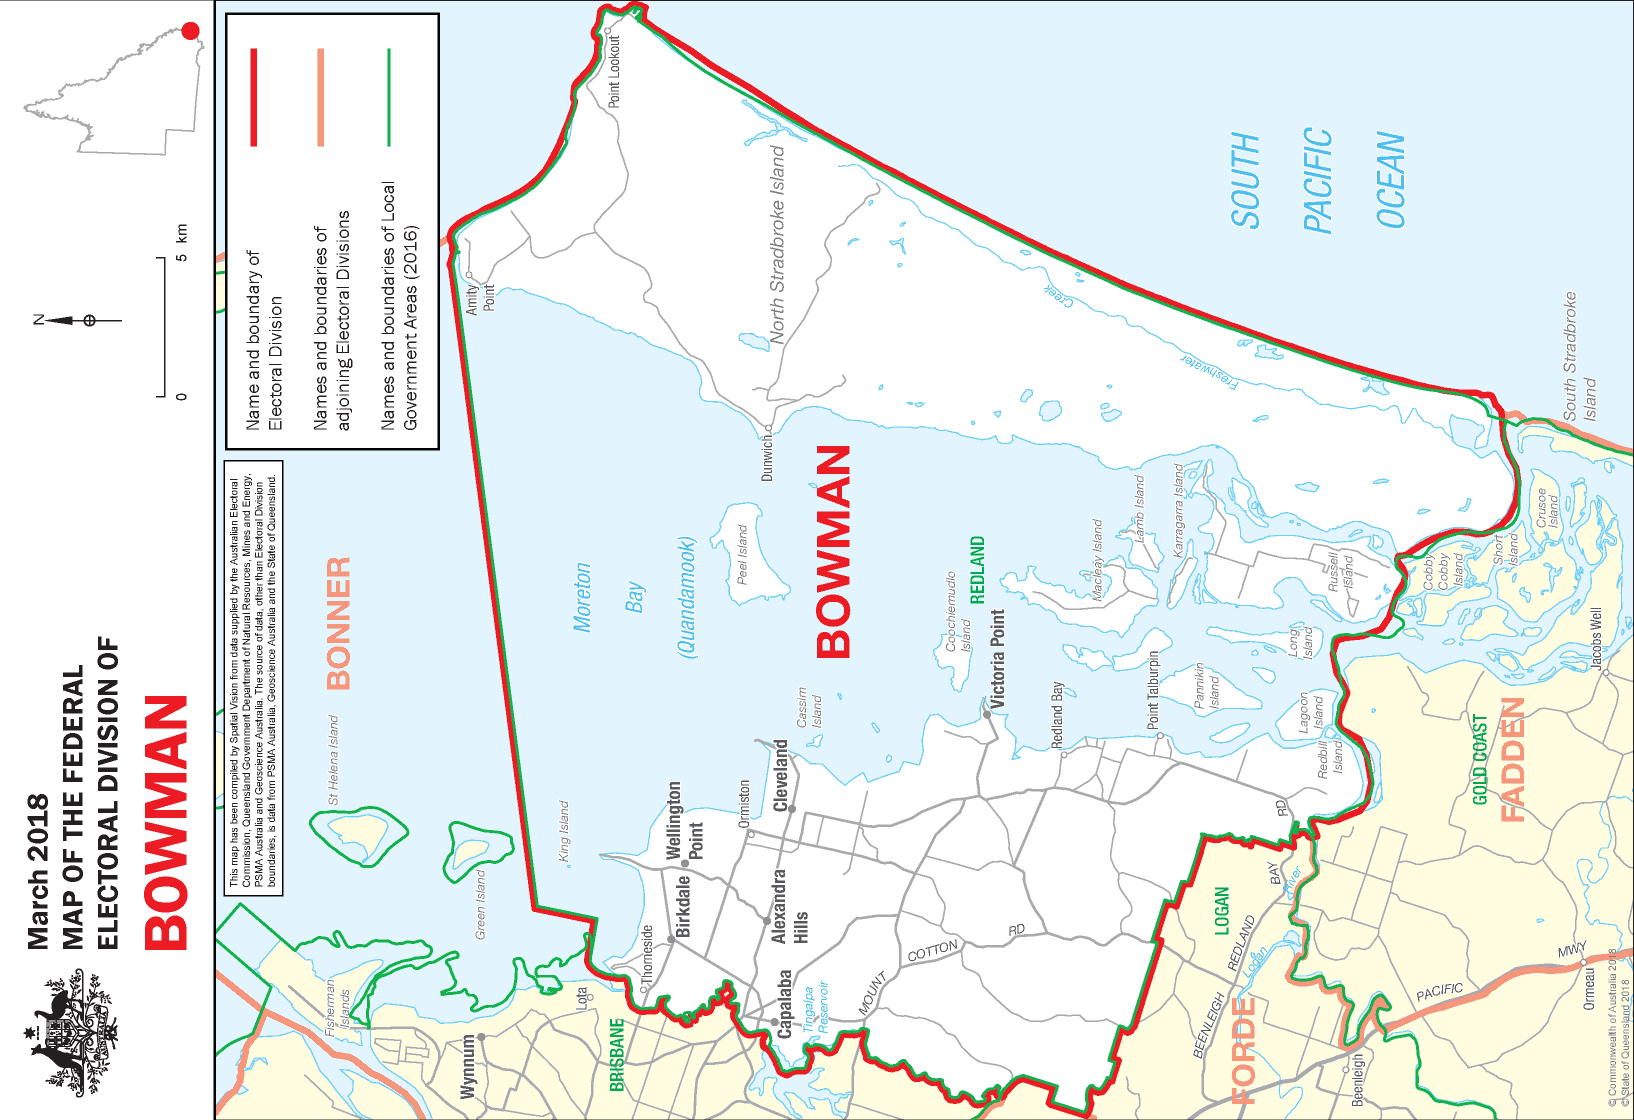 March 2018
MAP OF THE FEDERAL
ELECTORAL DIVISION OF
BOWMAN
N
0
5 km
Name and boundary of
Electoral Division
Names and boundaries of
adjoining Electoral Divisions
Names and boundaries of Local
Government Areas (2016)
This map has been compiled by Spatial Vision from data supplied by the Australian Electoral
Commission, Queensland Government Department of Natural Resources, Mines and Energy,
PSMA Australia and Geoscience Australia. The source of data, other than Electoral Division
boundaries, is data from PSMA Australia, Geoscience Australia and the State of Queensland.
BONNER
St Helena Island
Green Island
King Island
Fisherman
Islands
Wynnum
Lota
BRISBANE
Thorneside
Birkdale
Wellington
Point
Ormiston
Cleveland
Alexandra
Hills
Capalaba
Tingalpa
Reservoir
MOUNT
COTTON
RD
Moreton
Bay
(Quandamook)
Peel Island
Cassim
Island
Amity
Point
Point Lookout
North Stradbroke Island
Dunwich
BOWMAN
REDLAND
Coochiemudlo
Island
Victoria Point
Redland Bay
Point Talburpin
Macleay Island
Lamb Island
Karragarra Island
Russell
Island
Long
Island
Pannikin
Island
Lagoon
Island
Redbill
Island
Creek
Freshwater
SOUTH
PACIFIC
OCEAN
South Stradbroke
Island
Crusoe
Island
Short
Island
Cobby
Cobby
Island
Jacobs Well
GOLD COAST
FADDEN
LOGAN
FORDE
BEENLEIGH
REDLAND
BAY
RD
Logan
River
Beenleigh
PACIFIC
MWY
Ormeau
© Commonwealth of Australia 2018
© State of Queensland 2018